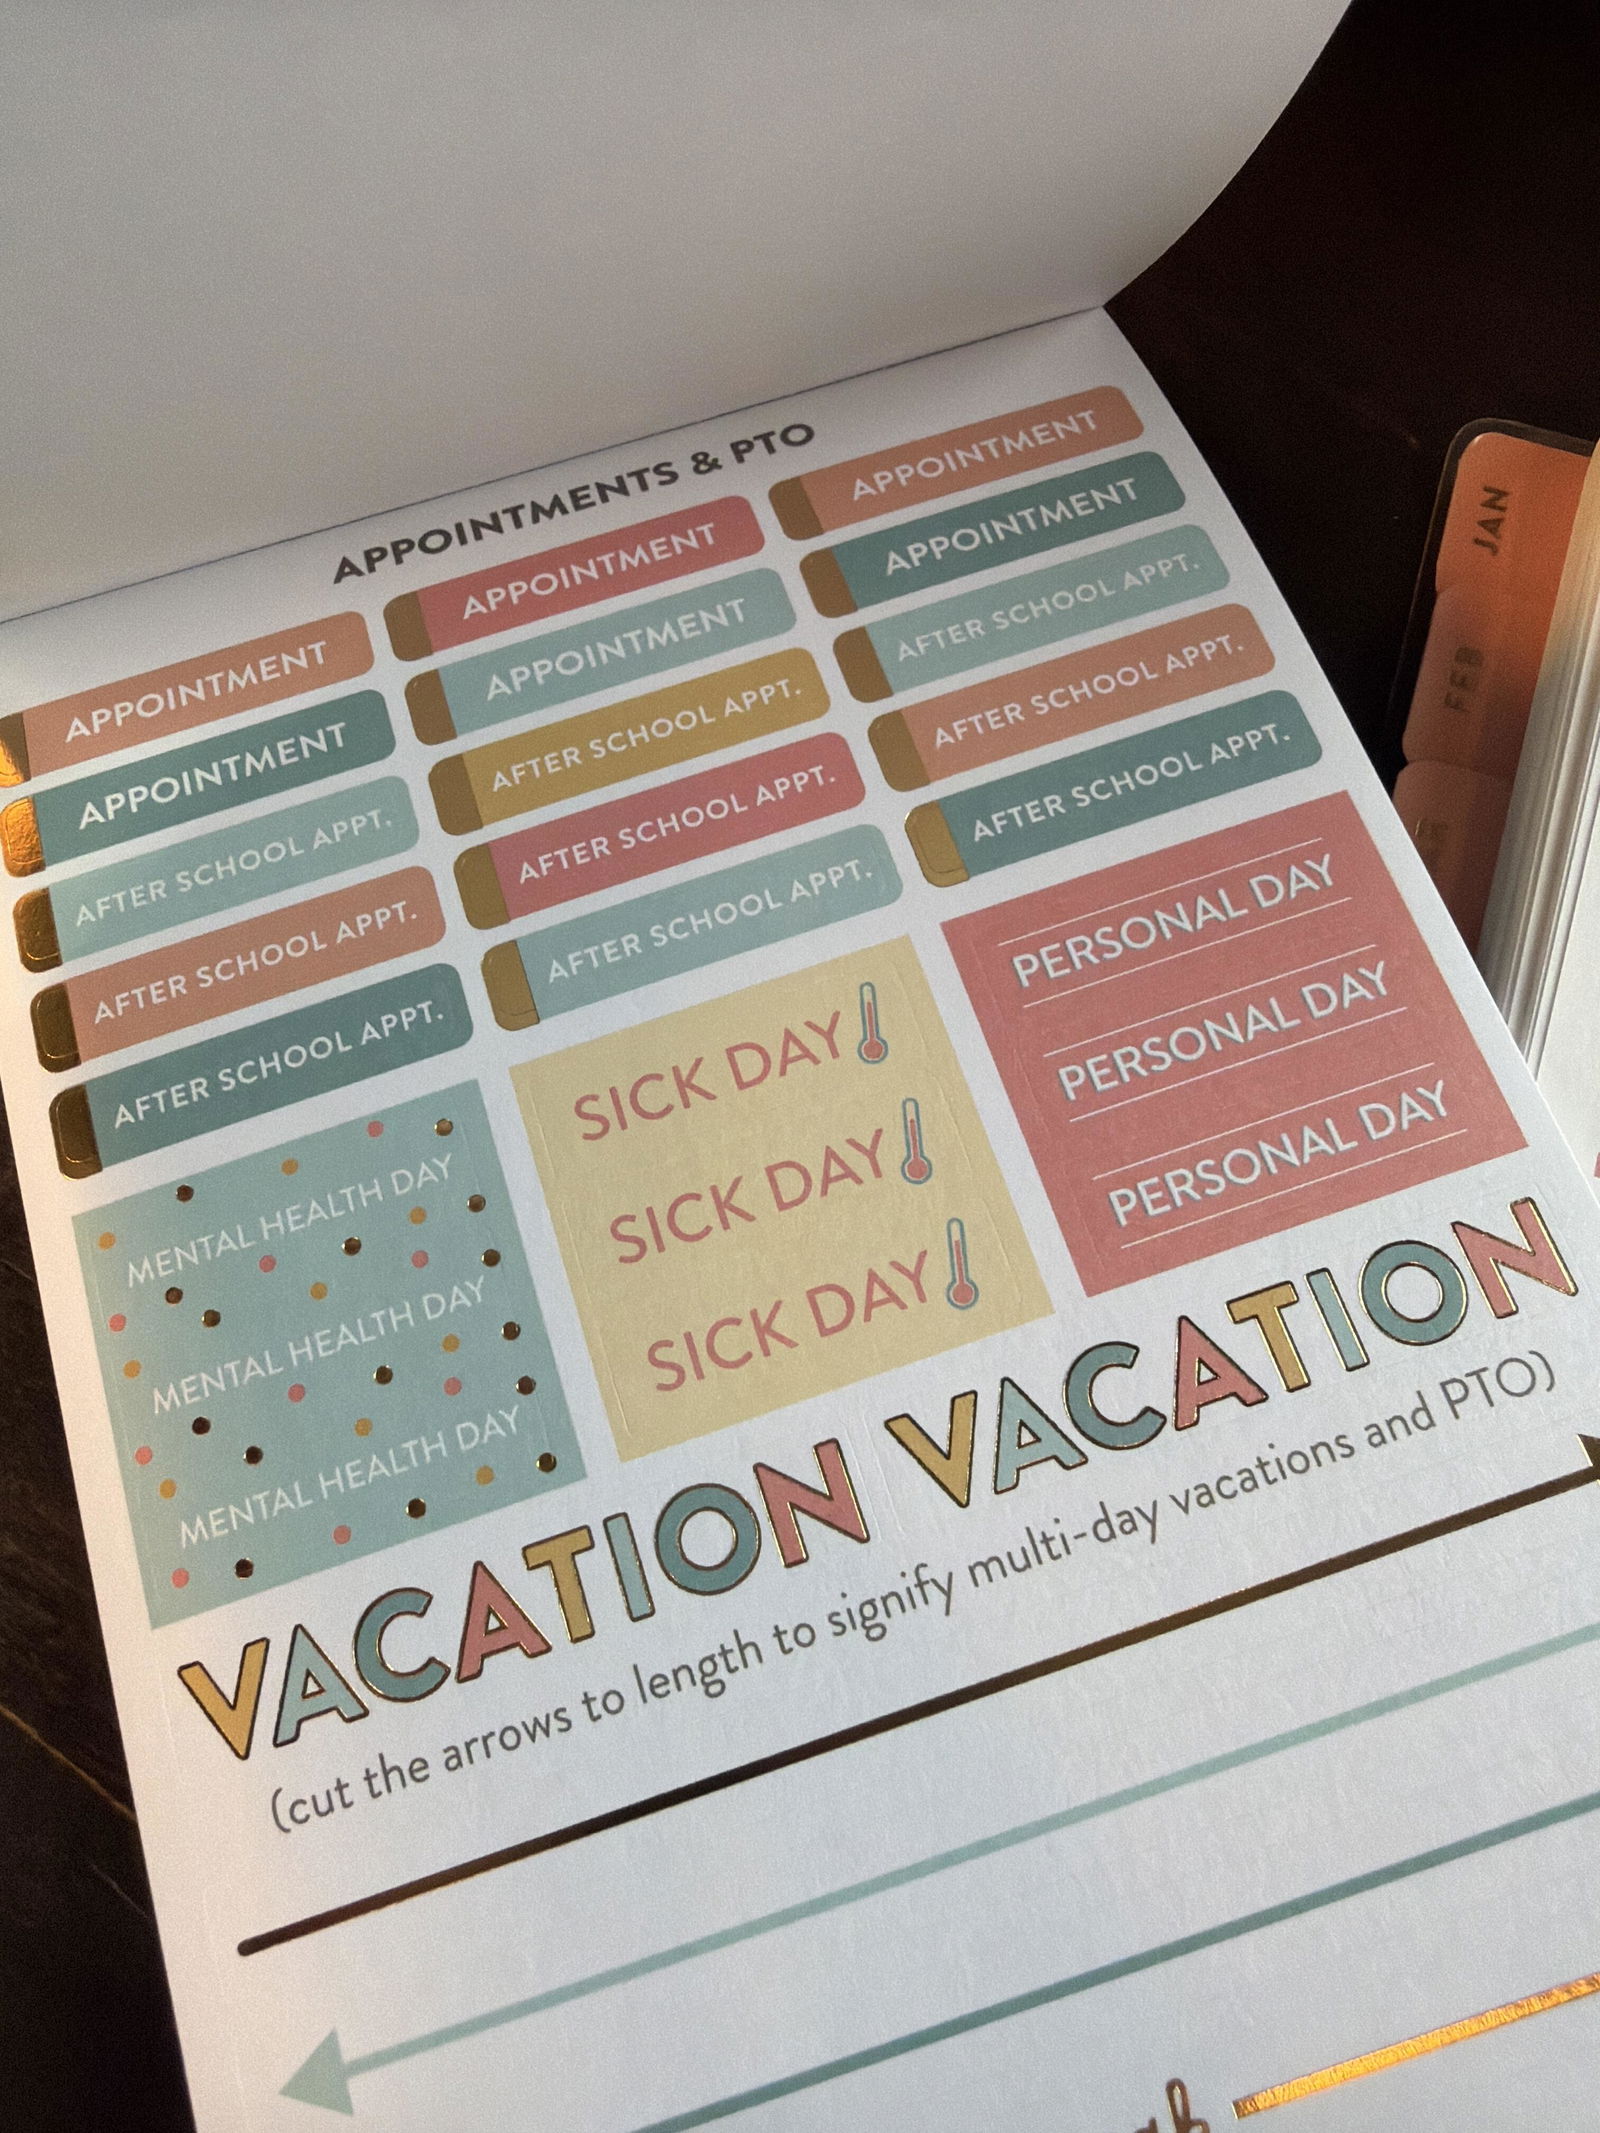 APPOINTMENTS & PTO
APPOINTMENT
APPOINTMENT
AFTER SCHOOL APPT.
AFTER SCHOOL APPT.
AFTER SCHOOL APPT.
APPOINTMENT
APPOINTMENT
AFTER SCHOOL APPT.
AFTER SCHOOL APPT.
AFTER SCHOOL APPT.
APPOINTMENT
APPOINTMENT
AFTER SCHOOL APPT.
AFTER SCHOOL APPT.
AFTER SCHOOL APPT.
MENTAL HEALTH DAY
MENTAL HEALTH DAY
MENTAL HEALTH DAY
SICK DAY
SICK DAY
SICK DAY
PERSONAL DAY
PERSONAL DAY
PERSONAL DAY
VACATION VACATION
(cut the arrows to length to signify multi-day vacations and PTO)
JAN
FEB